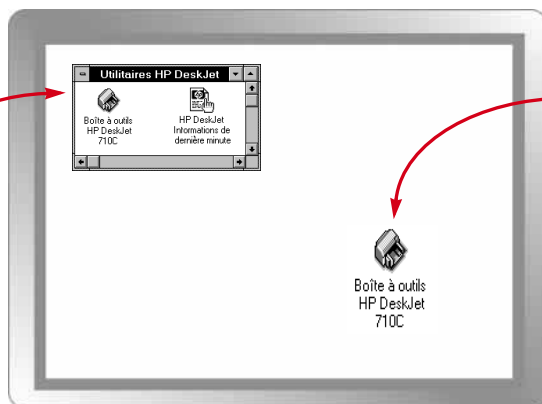 Utilitaires HP DeskJet
Boîte à outils
HP DeskJet
710C
HP DeskJet
Informations de
dernière minute
Boîte à outils
HP DeskJet
710C